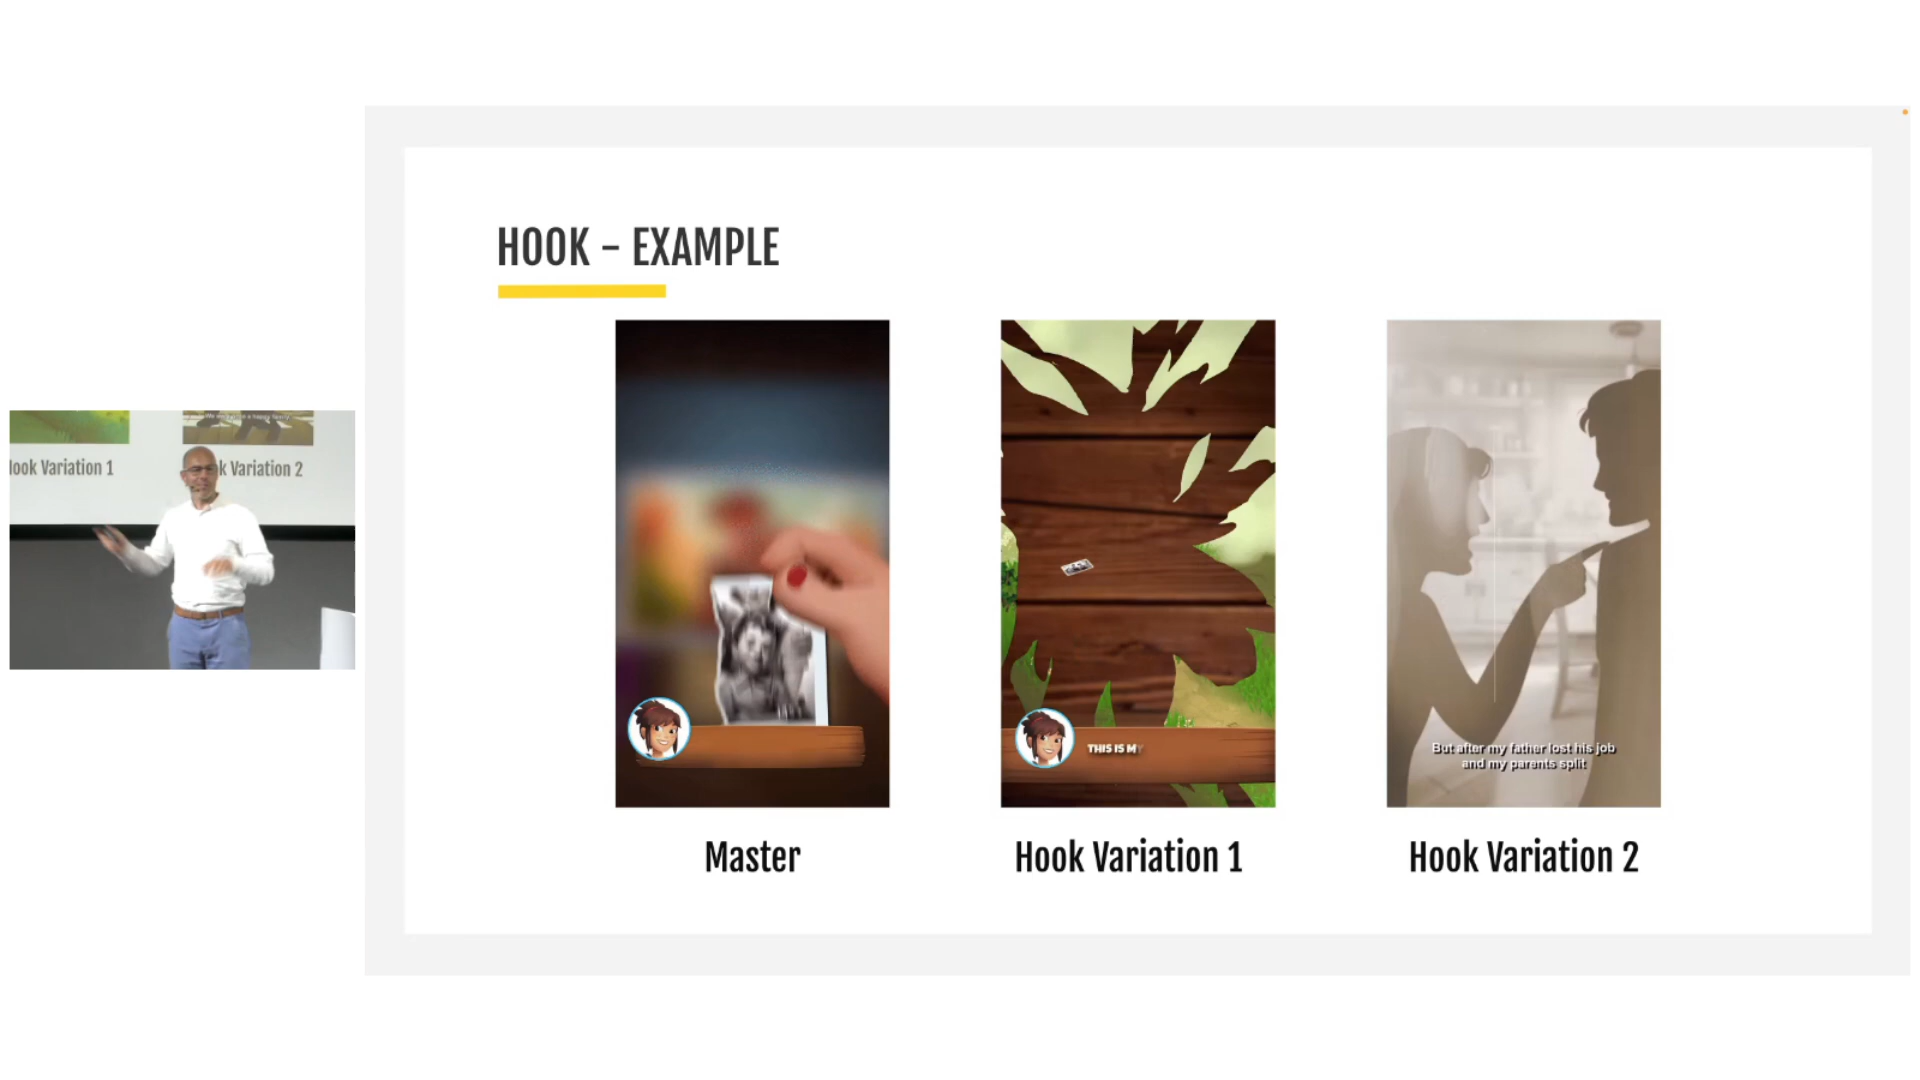 HOOK - EXAMPLE
THIS IS M
But after my father lost his job
and my parents split
Master
Hook Variation 1
Hook Variation 2
Hook Variation 1
k Variation 2